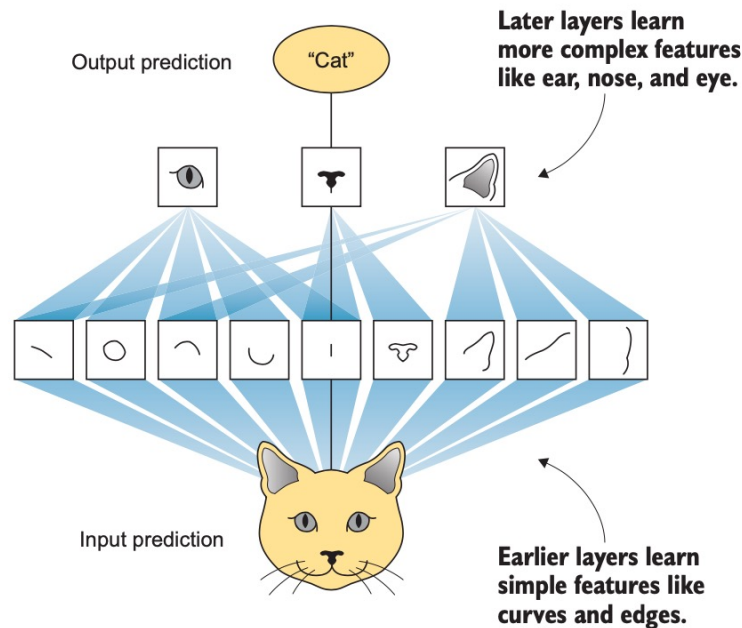 Later layers learn
more complex features
like ear, nose, and eye.
Output prediction
“Cat”
Input prediction
Earlier layers learn
simple features like
curves and edges.